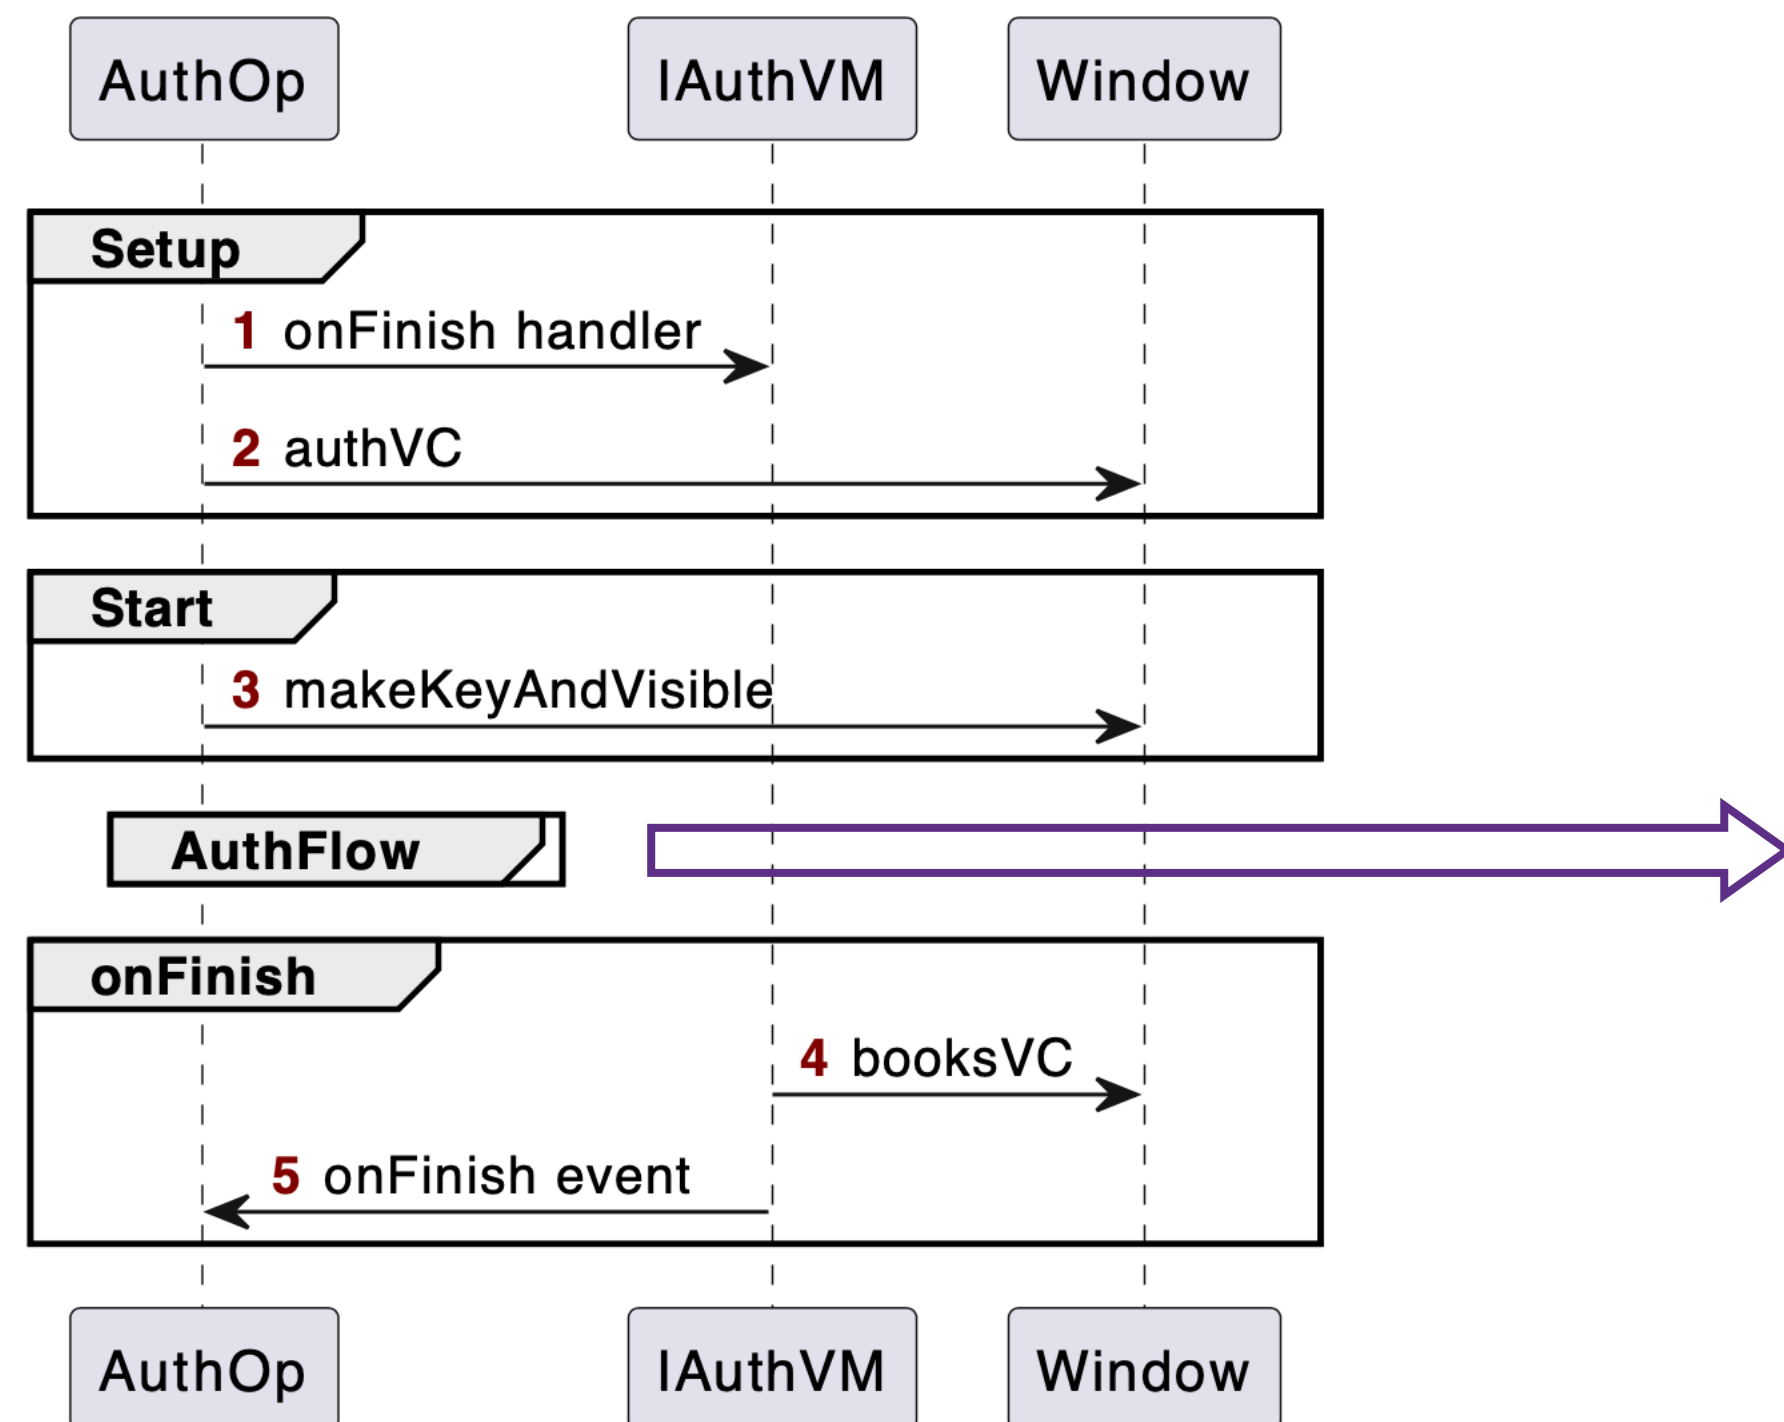 AuthOp IAuthVM Window
Setup
1 onFinish handler
2 authVC
Start
3 makeKeyAndVisible
AuthFlow
onFinish
4 booksVC
5 onFinish event
AuthOp IAuthVM Window